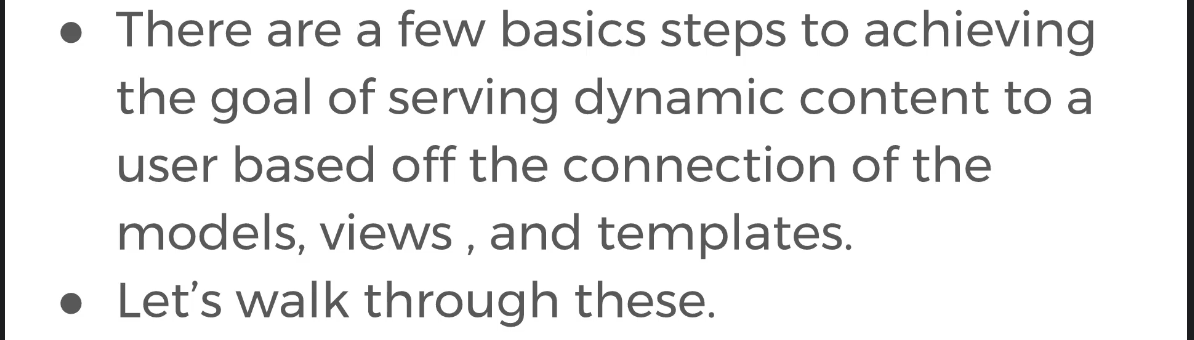 ● There are a few basics steps to achieving
the goal of serving dynamic content to a
user based off the connection of the
models, views , and templates.
● Let’s walk through these.